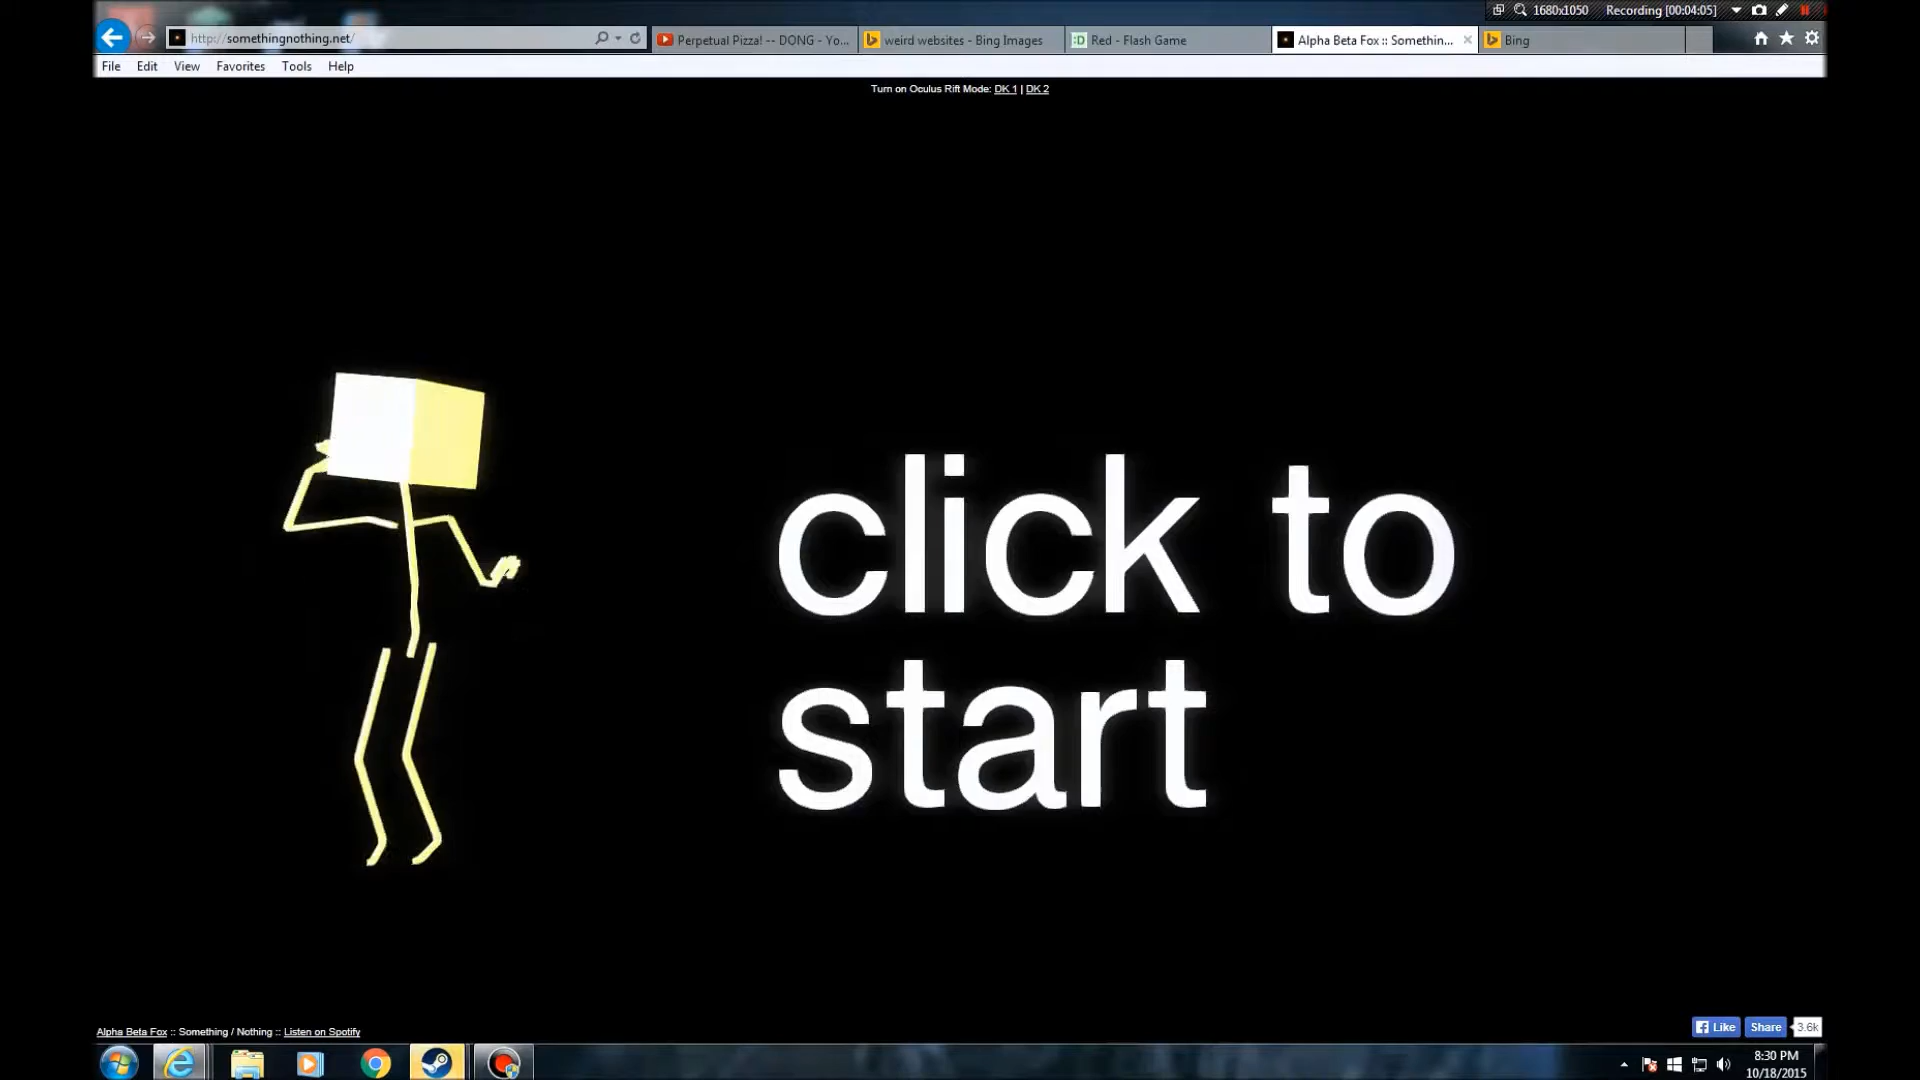 1680x1050 Recording [00:04:05]
http://somethingnothing.net/
Perpetual Pizza! -- DONG - Yo...
weird websites - Bing Images
Red - Flash Game
Alpha Beta Fox :: Somethin...
Bing
File Edit View Favorites Tools Help
Turn on Oculus Rift Mode: DK 1 | DK 2
click to
start
Alpha Beta Fox :: Something / Nothing :: Listen on Spotify
Like Share 3.6k
8:30 PM
10/18/2015